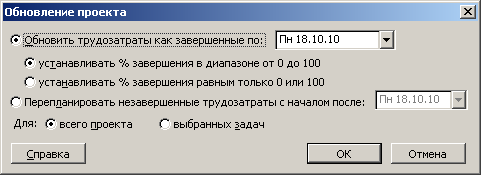 Обновление проекта
Обновить трудозатраты как завершенные по: Пн 18.10.10
устанавливать % завершения в диапазоне от 0 до 100
устанавливать % завершения равным только 0 или 100
Перепланировать незавершенные трудозатраты с началом после: Пн 18.10.10
Для: всего проекта выбранных задач
Справка ОК Отмена